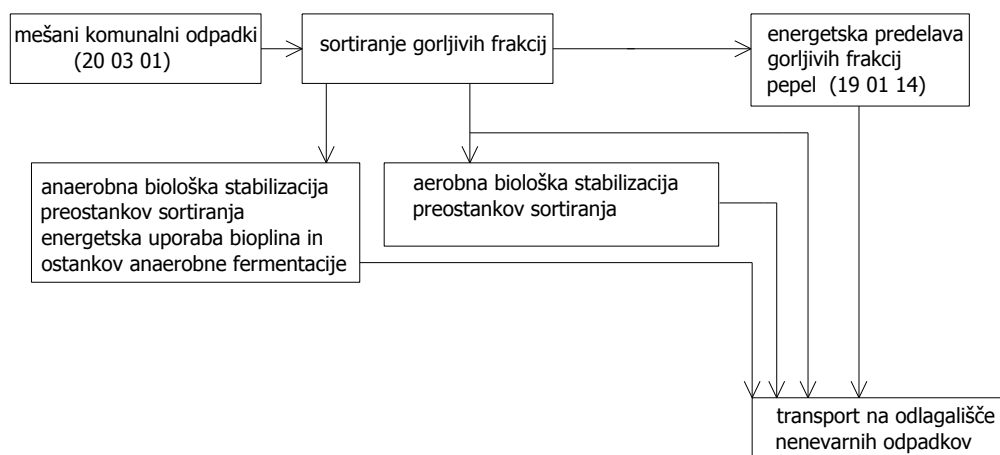 mešani komunalni odpadki
(20 03 01)
sortiranje gorljivih frakcij
energetska predelava
gorljivih frakcij
pepel (19 01 14)
anaerobna biološka stabilizacija
preostankov sortiranja
energetska uporaba bioplina in
ostankov anaerobne fermentacije
aerobna biološka stabilizacija
preostankov sortiranja
transport na odlagališče
nenevarnih odpadkov